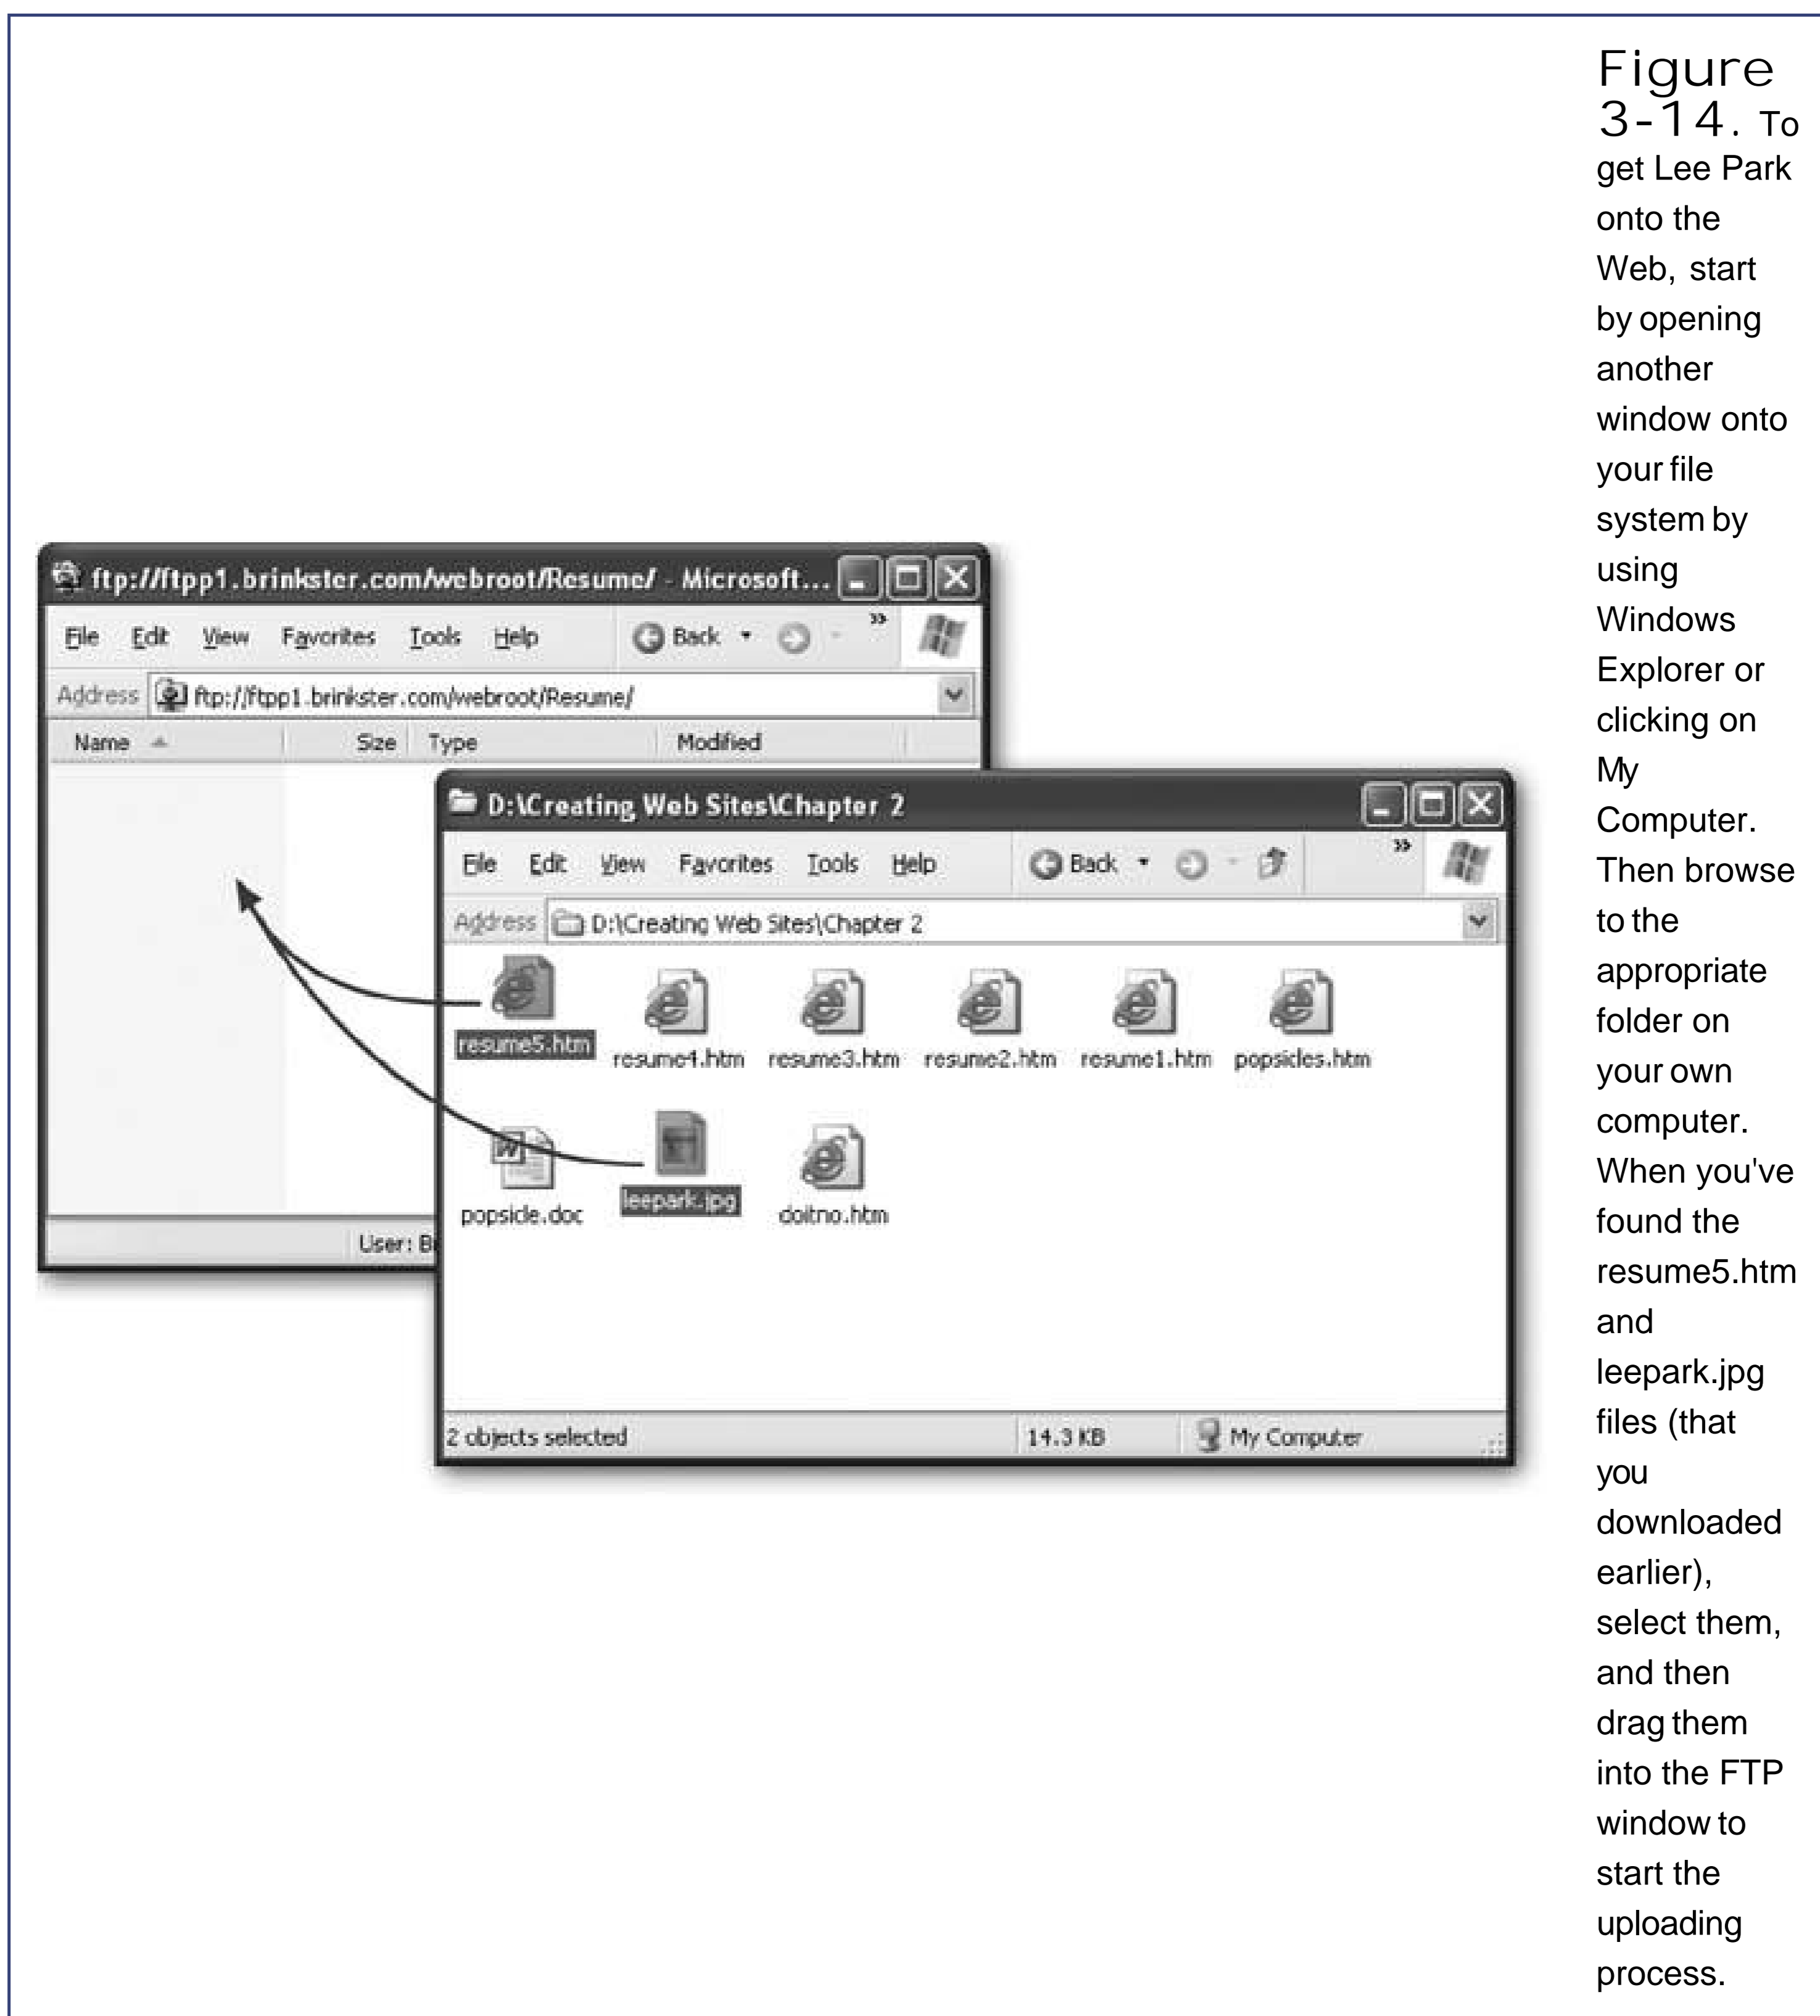 Figure
3-14. To
get Lee Park
onto the
Web, start
by opening
another
window onto
your file
system by
using
Windows
Explorer or
clicking on
My
Computer.
Then browse
to the
appropriate
folder on
your own
computer.
When you've
found the
resume5.htm
and
leepark.jpg
files (that
you
downloaded
earlier),
select them,
and then
drag them
into the FTP
window to
start the
uploading
process.
ftp://ftpp1.brinkster.com/webroot/Resume/ - Microsoft...
File Edit View Favorites Tools Help Back »
Address ftp://ftpp1.brinkster.com/webroot/Resume/
Name Size Type Modified
User: B
D:\Creating Web Sites\Chapter 2
File Edit View Favorites Tools Help Back »
Address D:\Creating Web Sites\Chapter 2
resume5.htm resume4.htm resume3.htm resume2.htm resume1.htm popsicles.htm
popsicle.doc leepark.jpg doitno.htm
2 objects selected 14.3 KB My Computer